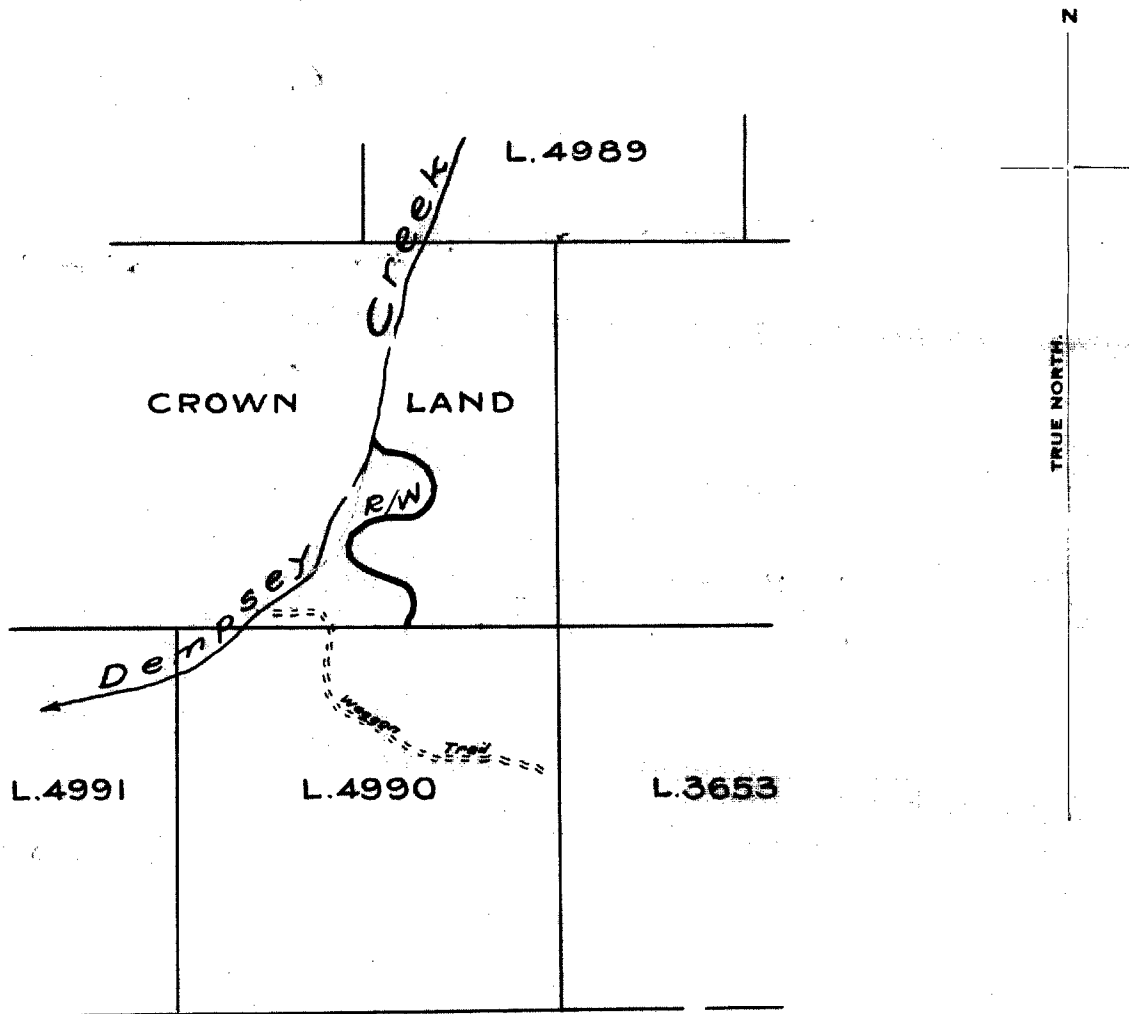 N
L.4989
Creek
TRUE NORTH.
CROWN LAND
R/W
Dempsey
Waggon Trail
L.4991 L.4990 L.3653